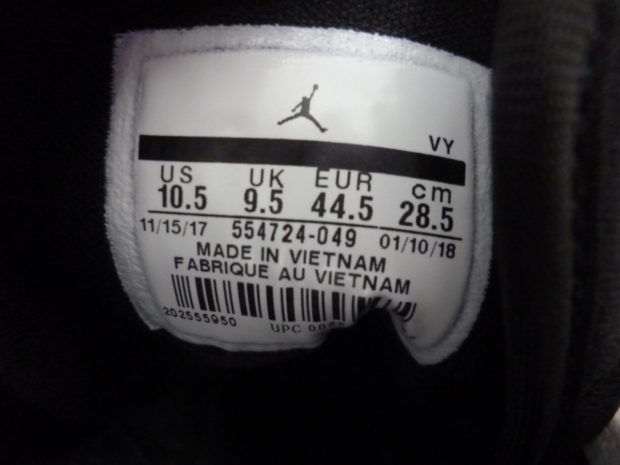 VY
US UK EUR cm
10.5 9.5 44.5 28.5
11/15/17 554724-049 01/10/18
MADE IN VIETNAM
FABRIQUE AU VIETNAM
202555950 UPC